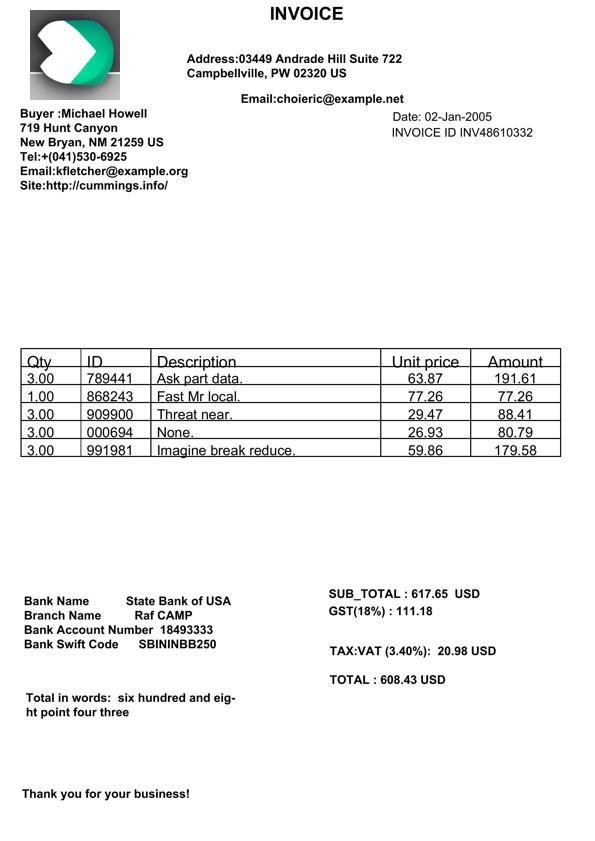 INVOICE
Address:03449 Andrade Hill Suite 722
Campbellville, PW 02320 US
Email:choieric@example.net
Buyer :Michael Howell
719 Hunt Canyon
New Bryan, NM 21259 US
Tel:+(041)530-6925
Email:kfletcher@example.org
Site:http://cummings.info/
Date: 02-Jan-2005
INVOICE ID INV48610332
Qty ID Description Unit price Amount
3.00 789441 Ask part data. 63.87 191.61
1.00 868243 Fast Mr local. 77.26 77.26
3.00 909900 Threat near. 29.47 88.41
3.00 000694 None. 26.93 80.79
3.00 991981 Imagine break reduce. 59.86 179.58
Bank Name State Bank of USA
Branch Name Raf CAMP
Bank Account Number 18493333
Bank Swift Code SBININBB250
SUB_TOTAL : 617.65 USD
GST(18%) : 111.18
TAX:VAT (3.40%): 20.98 USD
TOTAL : 608.43 USD
Total in words: six hundred and eig-
ht point four three
Thank you for your business!